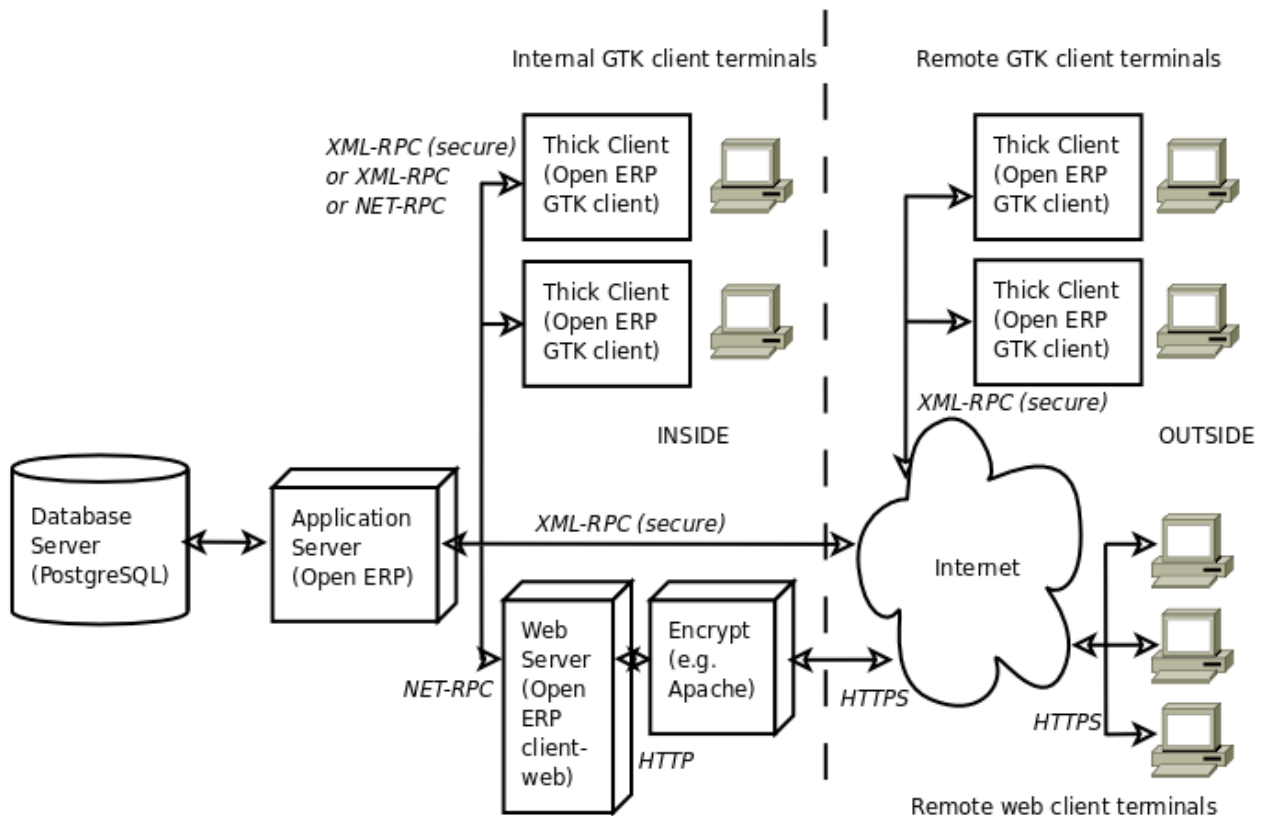 Internal GTK client terminals
Remote GTK client terminals
XML-RPC (secure)
or XML-RPC
or NET-RPC
Thick Client
(Open ERP
GTK client)
Thick Client
(Open ERP
GTK client)
Thick Client
(Open ERP
GTK client)
Thick Client
(Open ERP
GTK client)
XML-RPC (secure)
INSIDE
OUTSIDE
Database
Server
(PostgreSQL)
Application
Server
(Open ERP)
XML-RPC (secure)
Internet
Web
Server
(Open
ERP
client-
web)
Encrypt
(e.g.
Apache)
NET-RPC
HTTP
HTTPS
HTTPS
Remote web client terminals